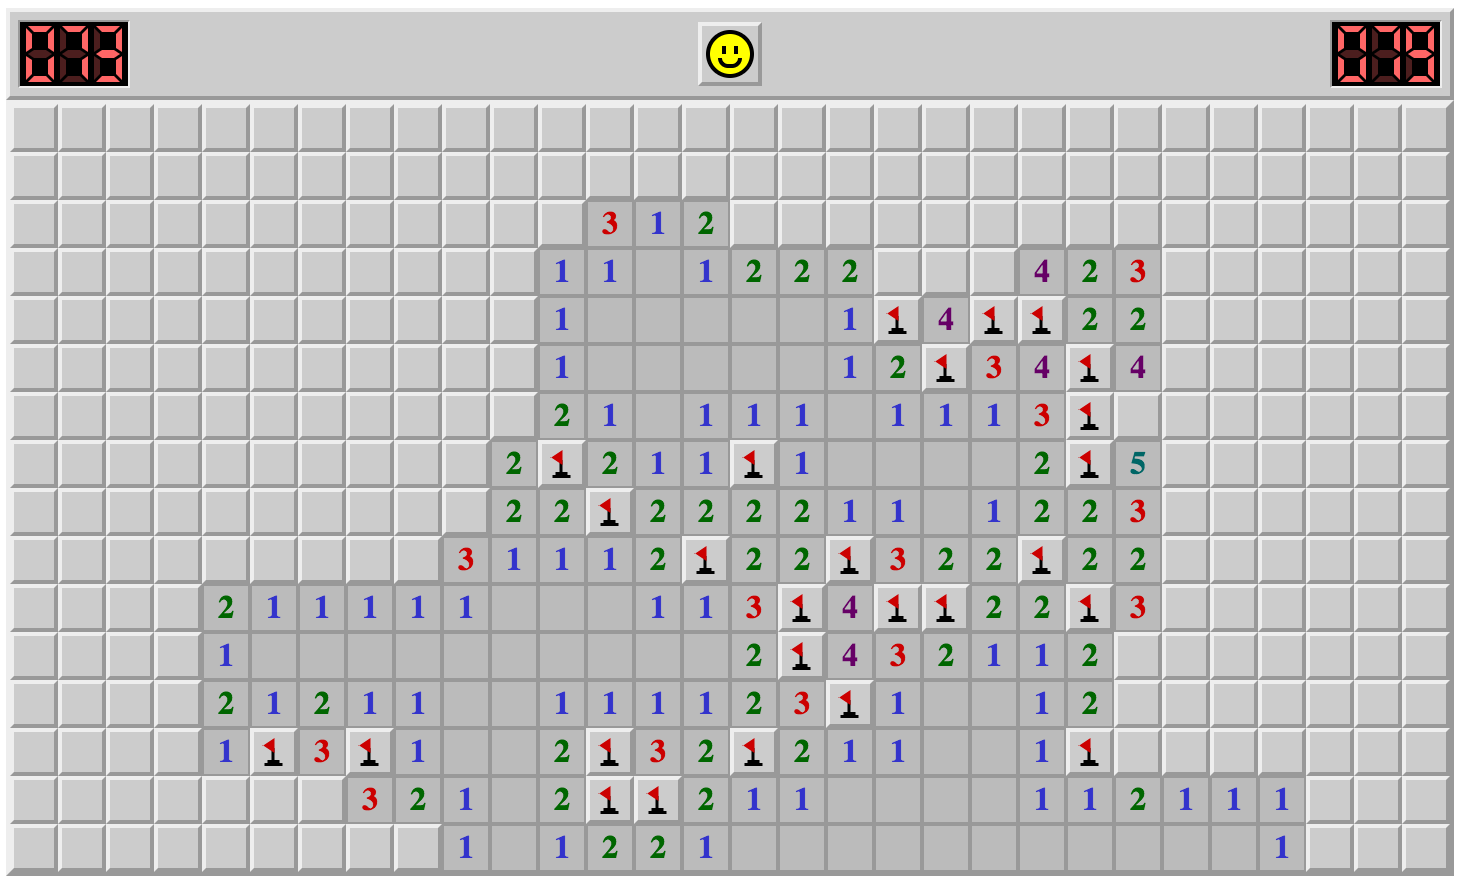 3 1 2
1 1 1 2 2 2 4 2 3
1 1 4 2 2
1 1 2 3 4 4
2 1 1 1 1 1 1 1 3
2 2 1 1 1 2 5
2 2 2 2 2 2 1 1 1 2 2 3
3 1 1 1 2 2 2 3 2 2 2 2
2 1 1 1 1 1 1 1 3 4 2 2 3
1 2 4 3 2 1 1 2
2 1 2 1 1 1 1 1 1 2 3 1 1 2
1 3 1 2 3 2 2 1 1 1
3 2 1 2 2 1 1 1 1 2 1 1 1
1 1 2 2 1 1